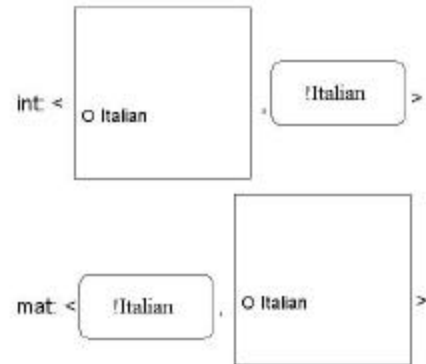 int: < O Italian , !Italian >
mat: < !Italian , O Italian >